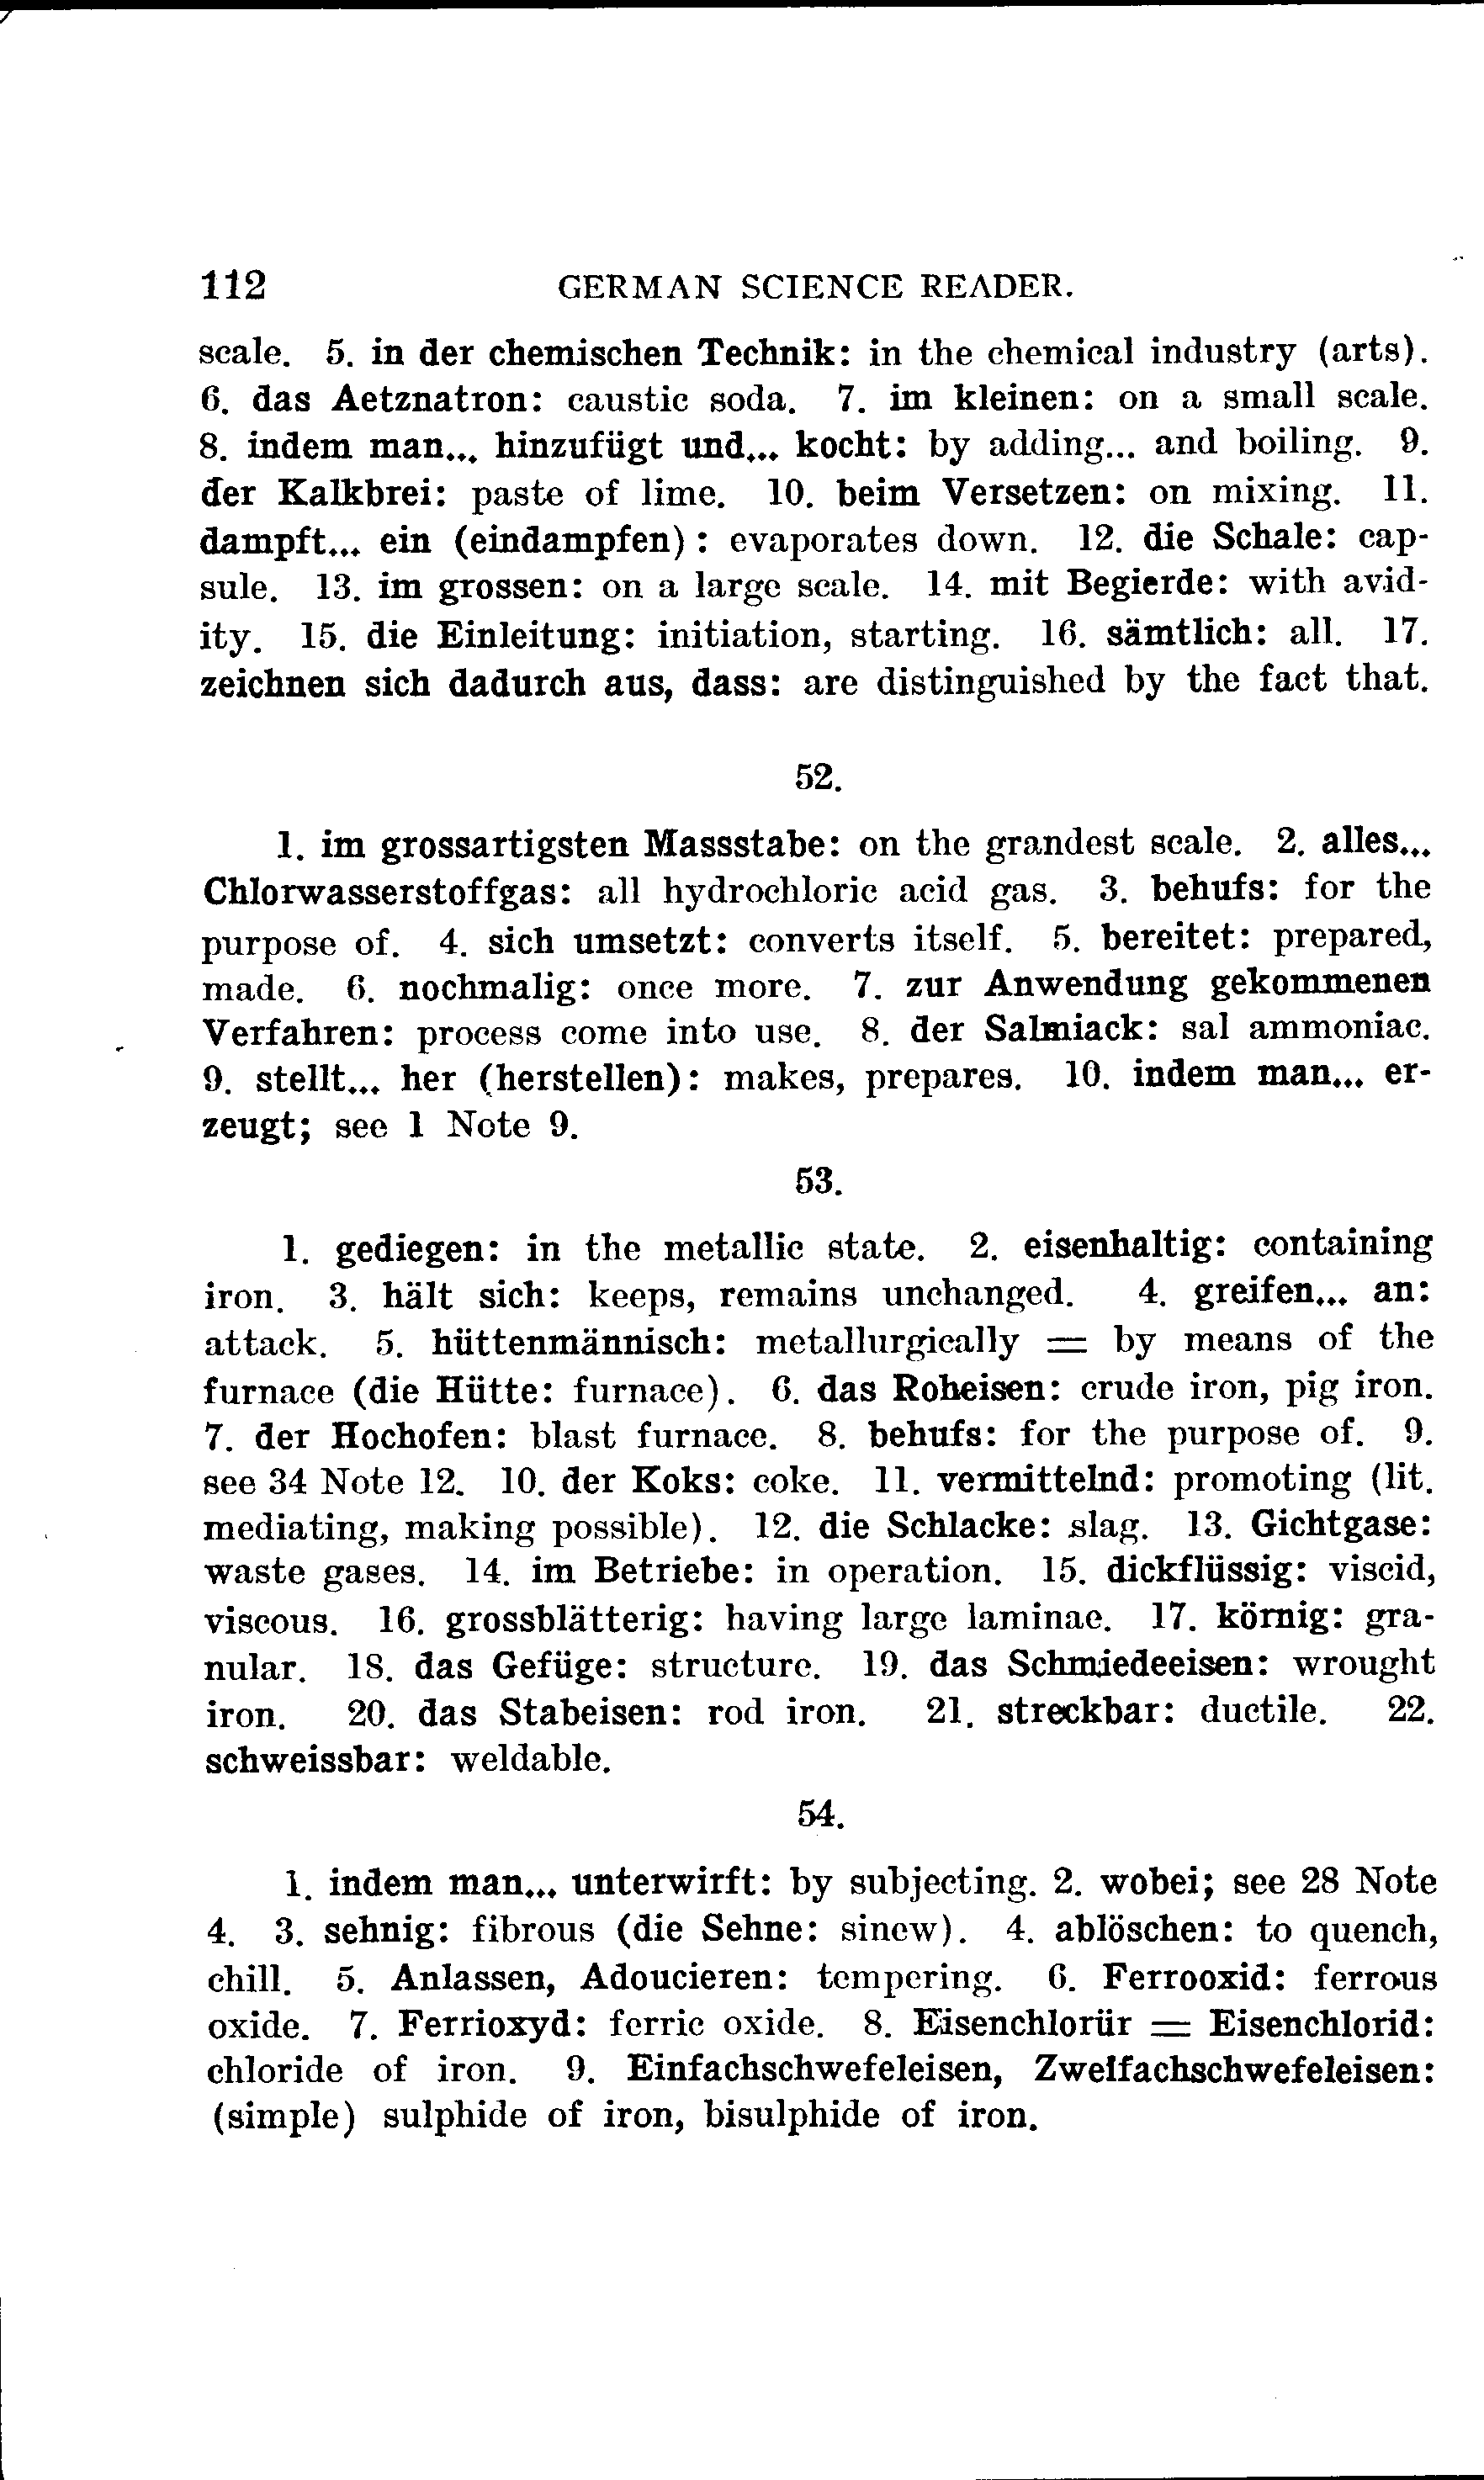 112 GERMAN SCIENCE READER.
scale. 5. in der chemischen Technik: in the chemical industry (arts).
6. das Aetznatron: caustic soda. 7. im kleinen: on a small scale.
8. indem man... hinzufügt und... kocht: by adding... and boiling. 9.
der Kalkbrei: paste of lime. 10. beim Versetzen: on mixing. 11.
dampft... ein (eindampfen): evaporates down. 12. die Schale: cap-
sule. 13. im grossen: on a large scale. 14. mit Begierde: with avid-
ity. 15. die Einleitung: initiation, starting. 16. sämtlich: all. 17.
zeichnen sich dadurch aus, dass: are distinguished by the fact that.
52.
1. im grossartigsten Massstabe: on the grandest scale. 2. alles...
Chlorwasserstoffgas: all hydrochloric acid gas. 3. behufs: for the
purpose of. 4. sich umsetzt: converts itself. 5. bereitet: prepared,
made. 6. nochmalig: once more. 7. zur Anwendung gekommenen
Verfahren: process come into use. 8. der Salmiack: sal ammoniac.
9. stellt... her (herstellen): makes, prepares. 10. indem man... er-
zeugt; see 1 Note 9.
53.
1. gediegen: in the metallic state. 2. eisenhaltig: containing
iron. 3. hält sich: keeps, remains unchanged. 4. greifen... an:
attack. 5. hüttenmännisch: metallurgically = by means of the
furnace (die Hütte: furnace). 6. das Roheisen: crude iron, pig iron.
7. der Hochofen: blast furnace. 8. behufs: for the purpose of. 9.
see 34 Note 12. 10. der Koks: coke. 11. vermittelnd: promoting (lit.
mediating, making possible). 12. die Schlacke: slag. 13. Gichtgase:
waste gases. 14. im Betriebe: in operation. 15. dickflüssig: viscid,
viscous. 16. grossblätterig: having large laminae. 17. körnig: gra-
nular. 18. das Gefüge: structure. 19. das Schmiedeeisen: wrought
iron. 20. das Stabeisen: rod iron. 21. streckbar: ductile. 22.
schweissbar: weldable.
54.
1. indem man... unterwirft: by subjecting. 2. wobei; see 28 Note
4. 3. sehnig: fibrous (die Sehne: sinew). 4. ablöschen: to quench,
chill. 5. Anlassen, Adoucieren: tempering. 6. Ferrooxid: ferrous
oxide. 7. Ferrioxyd: ferric oxide. 8. Eisenchlorür = Eisenchlorid:
chloride of iron. 9. Einfachschwefeleisen, Zweifachschwefeleisen:
(simple) sulphide of iron, bisulphide of iron.